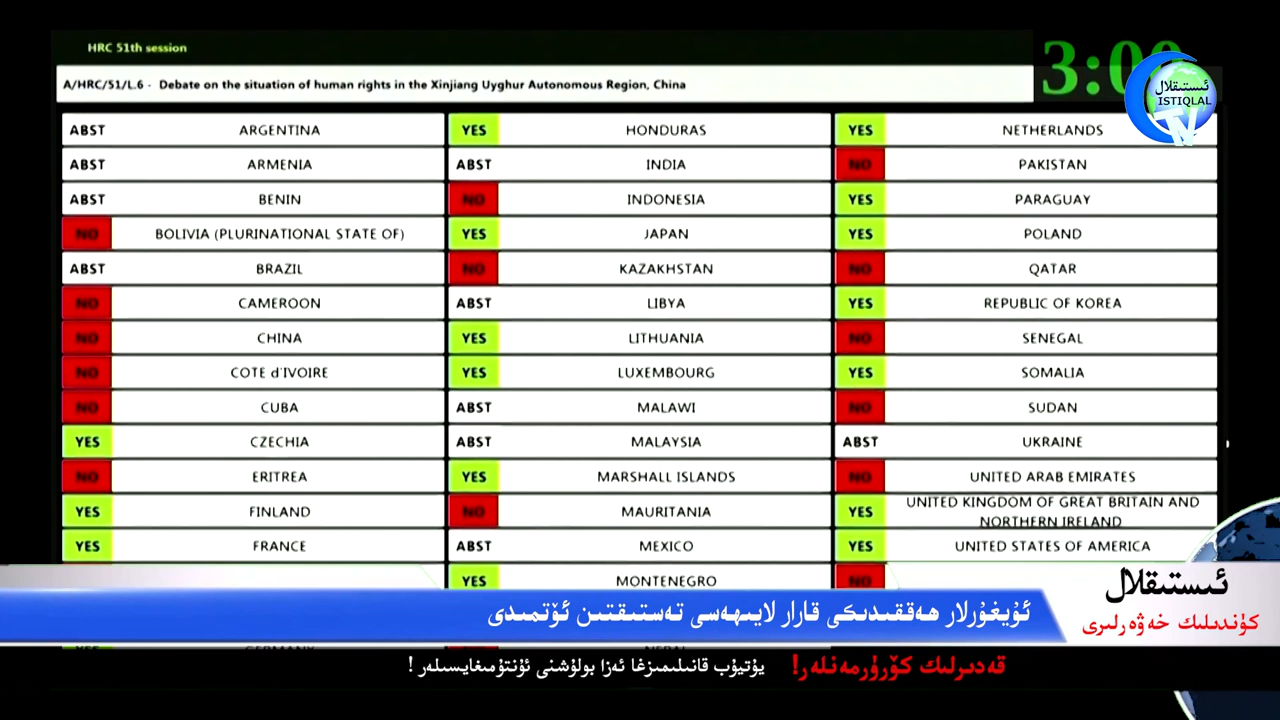 HRC 51th session
A/HRC/51/L.6 - Debate on the situation of human rights in the Xinjiang Uyghur Autonomous Region, China
3:00
ئىستىقلال
ISTIQLAL
TV
ABST ARGENTINA
ABST ARMENIA
ABST BENIN
NO BOLIVIA (PLURINATIONAL STATE OF)
ABST BRAZIL
NO CAMEROON
NO CHINA
NO COTE d'IVOIRE
NO CUBA
YES CZECHIA
NO ERITREA
YES FINLAND
YES FRANCE
GERMANY
YES HONDURAS
ABST INDIA
NO INDONESIA
YES JAPAN
NO KAZAKHSTAN
ABST LIBYA
YES LITHUANIA
YES LUXEMBOURG
ABST MALAWI
ABST MALAYSIA
YES MARSHALL ISLANDS
NO MAURITANIA
ABST MEXICO
YES MONTENEGRO
NEPAL
YES NETHERLANDS
NO PAKISTAN
YES PARAGUAY
YES POLAND
NO QATAR
YES REPUBLIC OF KOREA
NO SENEGAL
YES SOMALIA
NO SUDAN
ABST UKRAINE
NO UNITED ARAB EMIRATES
YES UNITED KINGDOM OF GREAT BRITAIN AND
NORTHERN IRELAND
YES UNITED STATES OF AMERICA
NO
ئۇيغۇرلار ھەققىدىكى قارار لايىھەسى تەستىقتىن ئۆتمىدى
ئىستىقلال
كۈندىلىك خەۋەرلىرى
قەدىرلىك كۆرۈرمەنلەر! يۇتيۇب قانىلىمىزغا ئەزا بولۇشنى ئۇنتۇمىغايسىلەر !